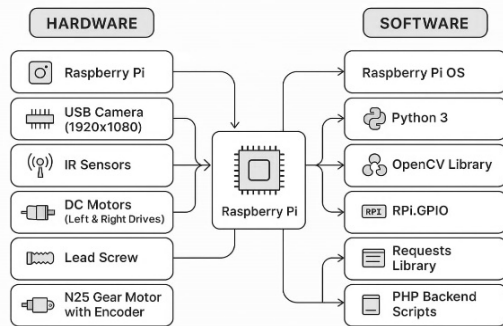 HARDWARE
Raspberry Pi
USB Camera
(1920x1080)
IR Sensors
DC Motors
(Left & Right Drives)
Lead Screw
N25 Gear Motor
with Encoder
Raspberry Pi
SOFTWARE
Raspberry Pi OS
Python 3
OpenCV Library
RPI
RPi.GPIO
Requests
Library
PHP Backend
Scripts